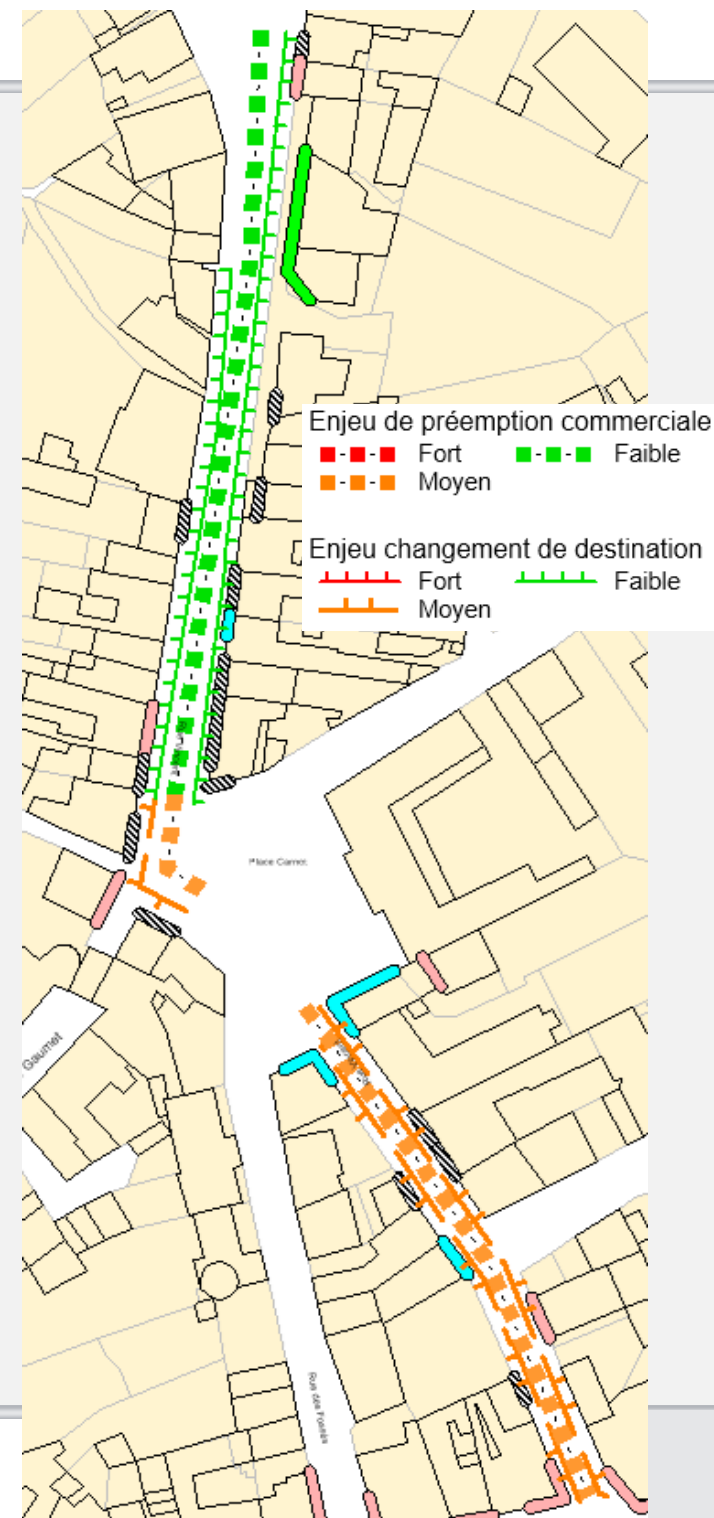 Enjeu de préemption commerciale
Fort Faible
Moyen
Enjeu changement de destination
Fort Faible
Moyen
Place Carnot
Gaumet
Rue des Fossés